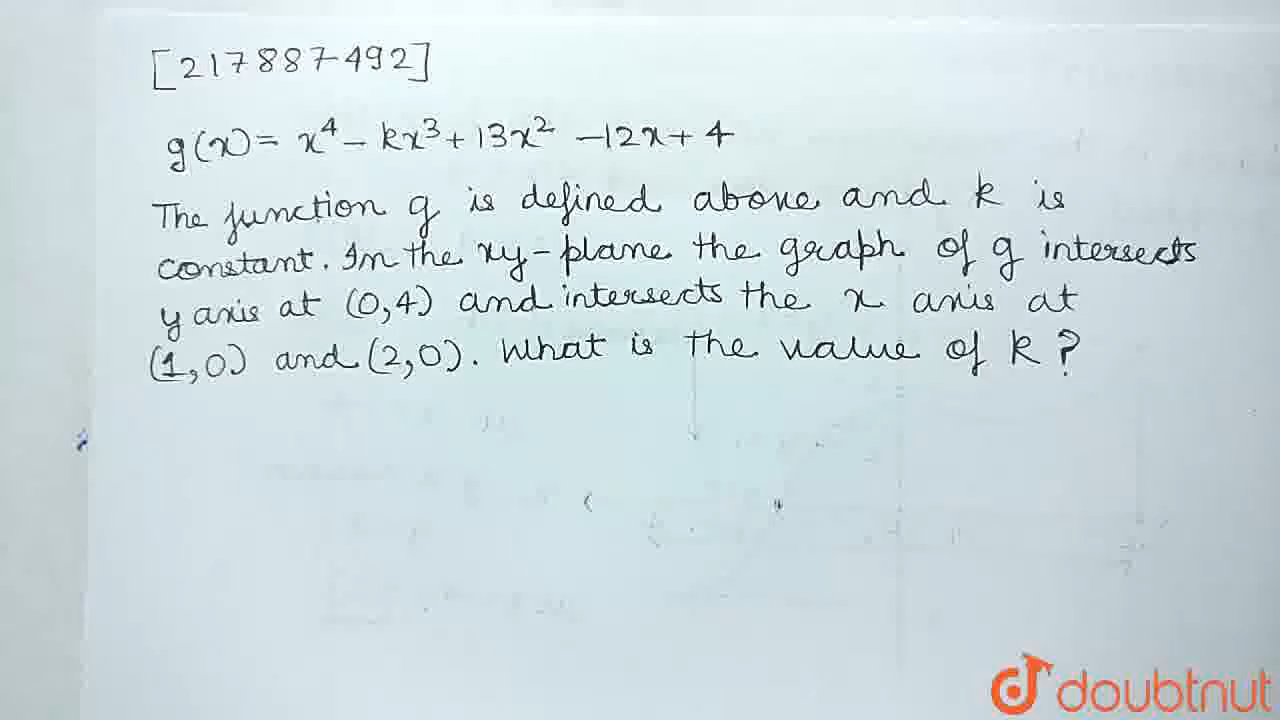 [217887492]
g(x) = x⁴ - kx³ + 13x² - 12x + 4
The function g is defined above and k is
constant. In the xy-plane the graph of g intersects
y axis at (0,4) and intersects the x axis at
(1,0) and (2,0). What is the value of k?
doubtnut